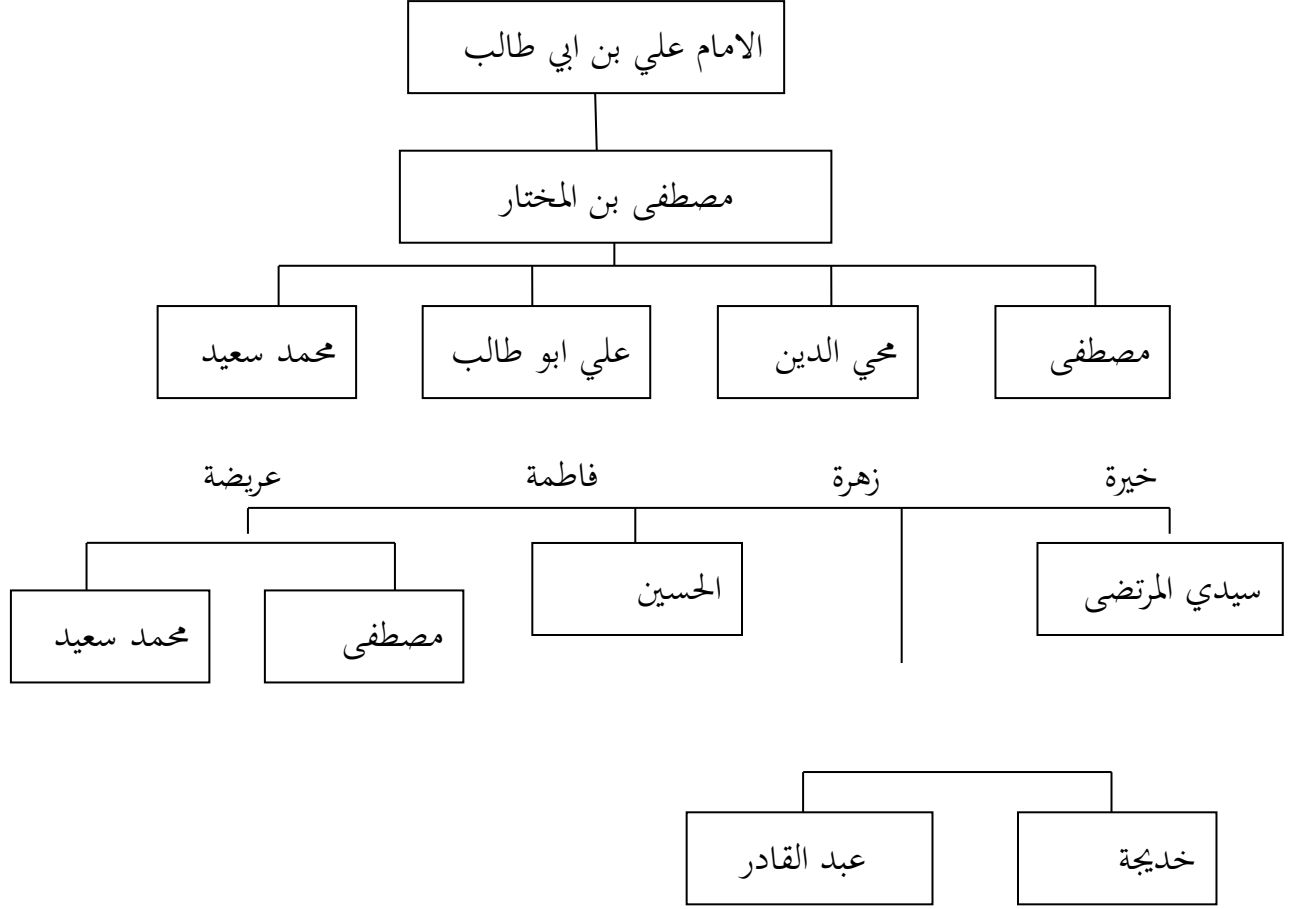 الامام علي بن ابي طالب
مصطفى بن المختار
مصطفى
محي الدين
علي ابو طالب
محمد سعيد
خيرة
زهرة
فاطمة
عريضة
سيدي المرتضى
الحسين
مصطفى
محمد سعيد
خديجة
عبد القادر